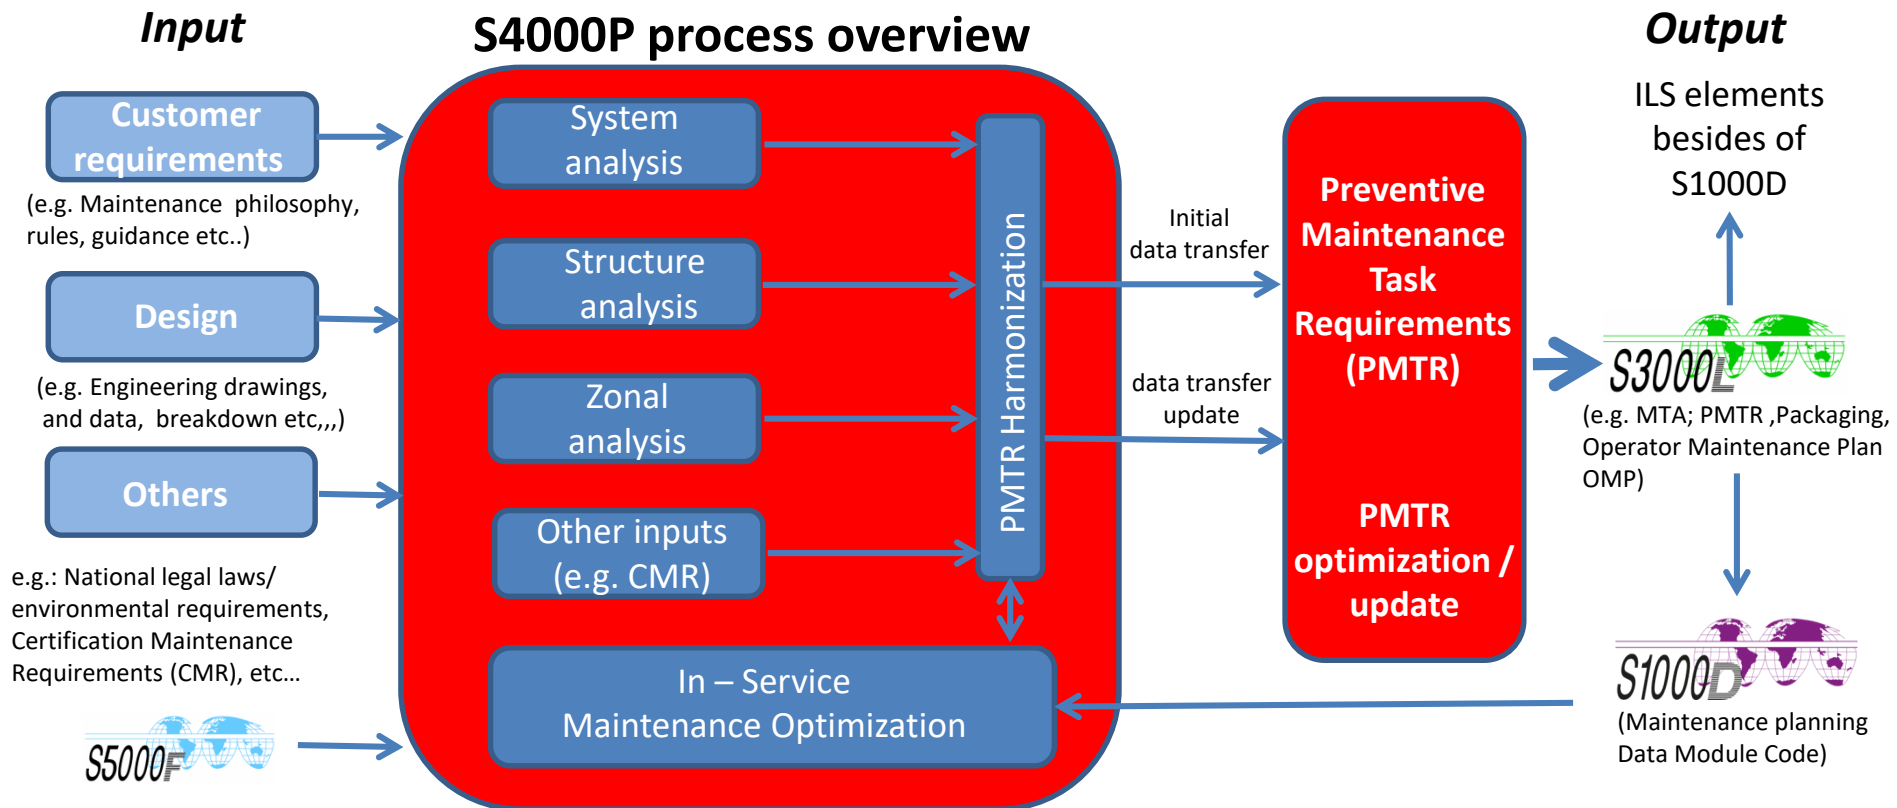 Input
S4000P process overview
Output
Customer
requirements
(e.g. Maintenance philosophy,
rules, guidance etc..)
Design
(e.g. Engineering drawings,
and data, breakdown etc,,,)
Others
e.g.: National legal laws/
environmental requirements,
Certification Maintenance
Requirements (CMR), etc…
S5000F
System
analysis
Structure
analysis
Zonal
analysis
Other inputs
(e.g. CMR)
PMTR Harmonization
In – Service
Maintenance Optimization
Initial
data transfer
data transfer
update
Preventive
Maintenance
Task
Requirements
(PMTR)
PMTR
optimization /
update
ILS elements
besides of
S1000D
S3000L
(e.g. MTA; PMTR ,Packaging,
Operator Maintenance Plan
OMP)
S1000D
(Maintenance planning
Data Module Code)